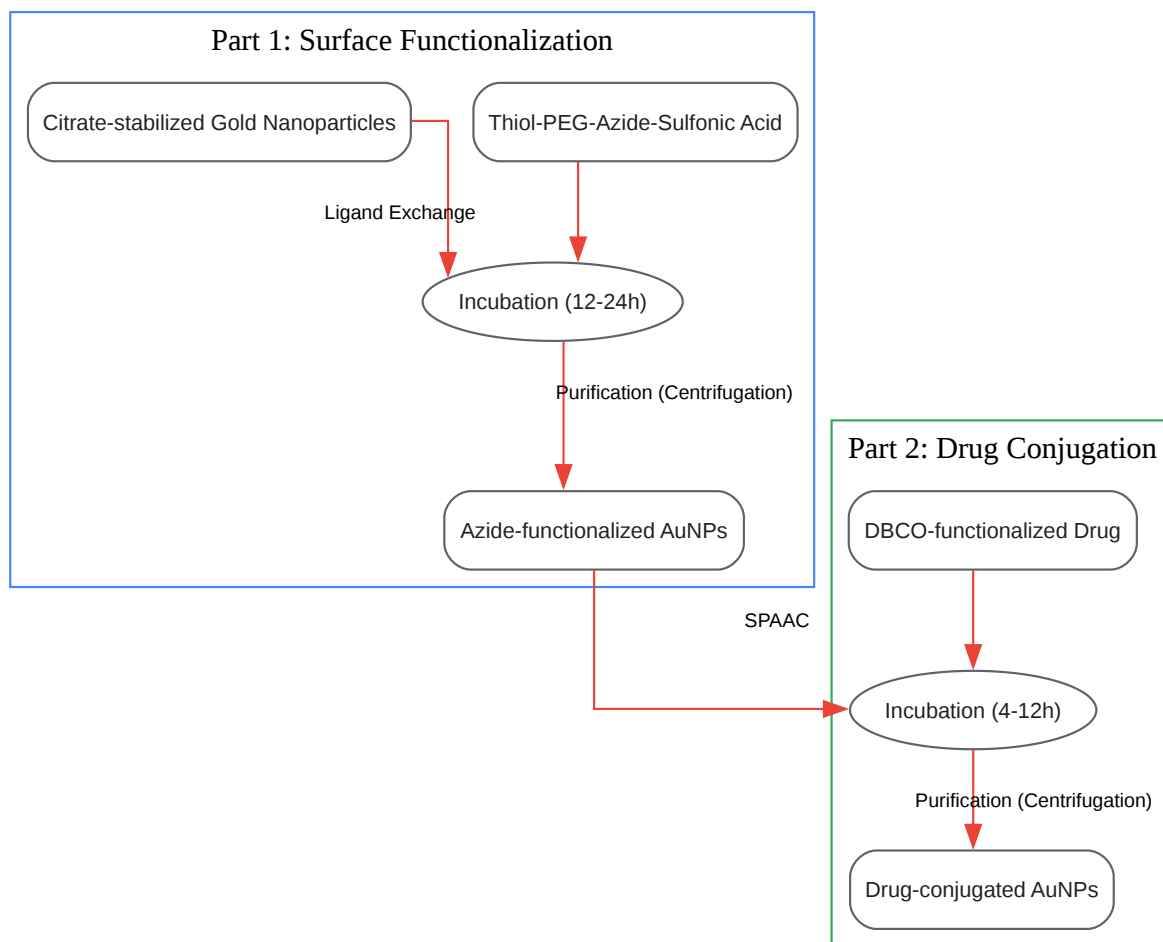 Part 1: Surface Functionalization
Citrate-stabilized Gold Nanoparticles
Thiol-PEG-Azide-Sulfonic Acid
Ligand Exchange
Incubation (12-24h)
Purification (Centrifugation)
Azide-functionalized AuNPs
SPAAC
Part 2: Drug Conjugation
DBCO-functionalized Drug
Incubation (4-12h)
Purification (Centrifugation)
Drug-conjugated AuNPs